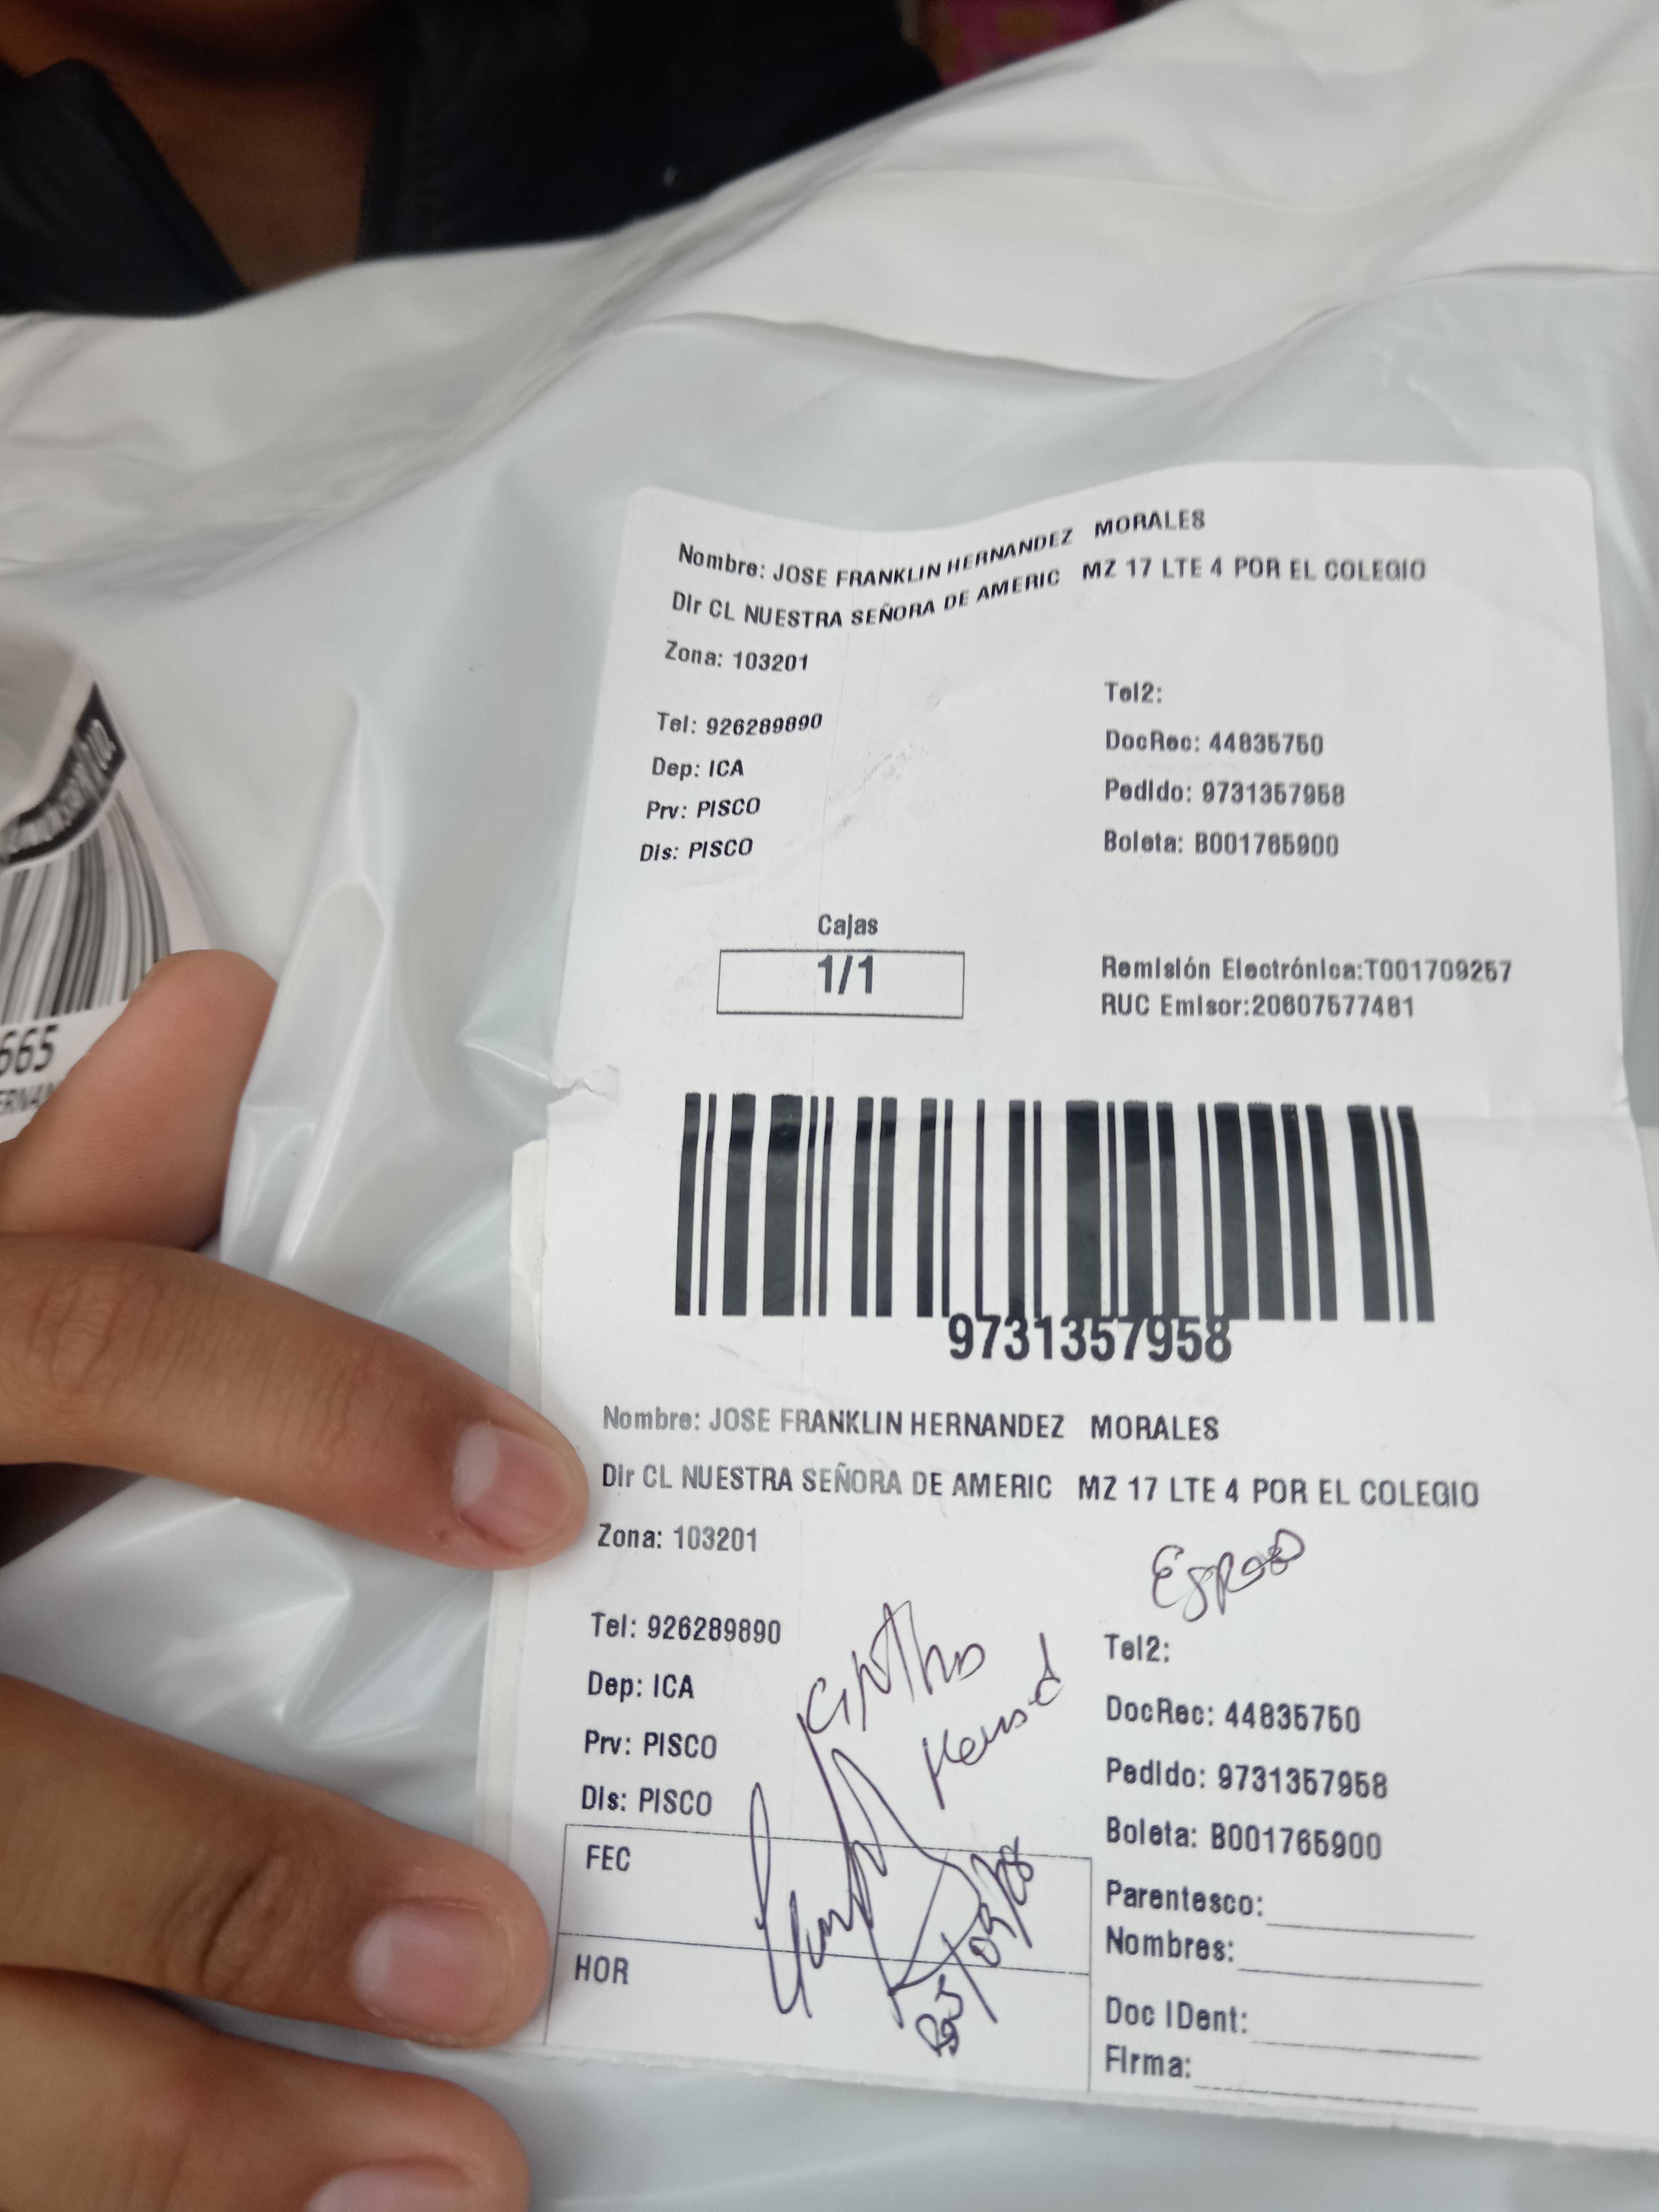 Nombre: JOSE FRANKLIN HERNANDEZ MORALES
Dir CL NUESTRA SEÑORA DE AMERIC MZ 17 LTE 4 POR EL COLEGIO
Zona: 103201
Tel: 926289890
Tel2:
Dep: ICA
DocRec: 44835750
Prv: PISCO
Pedido: 9731357958
Dis: PISCO
Boleta: B001765900
Cajas
1/1
Remisión Electrónica:T001709257
RUC Emisor:20607577481
665
9731357958
Nombre: JOSE FRANKLIN HERNANDEZ MORALES
Dir CL NUESTRA SEÑORA DE AMERIC MZ 17 LTE 4 POR EL COLEGIO
Zona: 103201
Tel: 926289890
Tel2:
Dep: ICA
DocRec: 44835750
Prv: PISCO
Pedido: 9731357958
Dis: PISCO
Boleta: B001765900
FEC
Parentesco:
Nombres:
HOR
Doc IDent:
Firma: